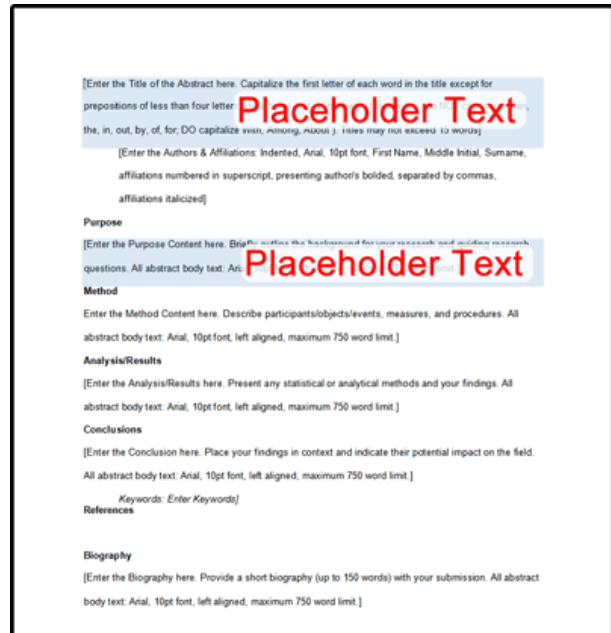 [Enter the Title of the Abstract here. Capitalize the first letter of each word in the title except for
prepositions of less than four letter
Placeholder Text
the, in, out, by, of, for; DO capitalize With, Among, About ). Titles may not exceed 15 words]
[Enter the Authors & Affiliations: Indented, Arial, 10pt font, First Name, Middle Initial, Surname,
affiliations numbered in superscript, presenting author's bolded, separated by commas,
affiliations italicized]
Purpose
[Enter the Purpose Content here. Briefly outline the background for your research and guiding research
questions. All abstract body text: Aria
Placeholder Text
limit.]
Method
Enter the Method Content here. Describe participants/objects/events, measures, and procedures. All
abstract body text: Arial, 10pt font, left aligned, maximum 750 word limit.]
Analysis/Results
[Enter the Analysis/Results here. Present any statistical or analytical methods and your findings. All
abstract body text: Arial, 10pt font, left aligned, maximum 750 word limit.]
Conclusions
[Enter the Conclusion here. Place your findings in context and indicate their potential impact on the field.
All abstract body text: Arial, 10pt font, left aligned, maximum 750 word limit.]
Keywords: Enter Keywords]
References
Biography
[Enter the Biography here. Provide a short biography (up to 150 words) with your submission. All abstract
body text: Arial, 10pt font, left aligned, maximum 750 word limit.]